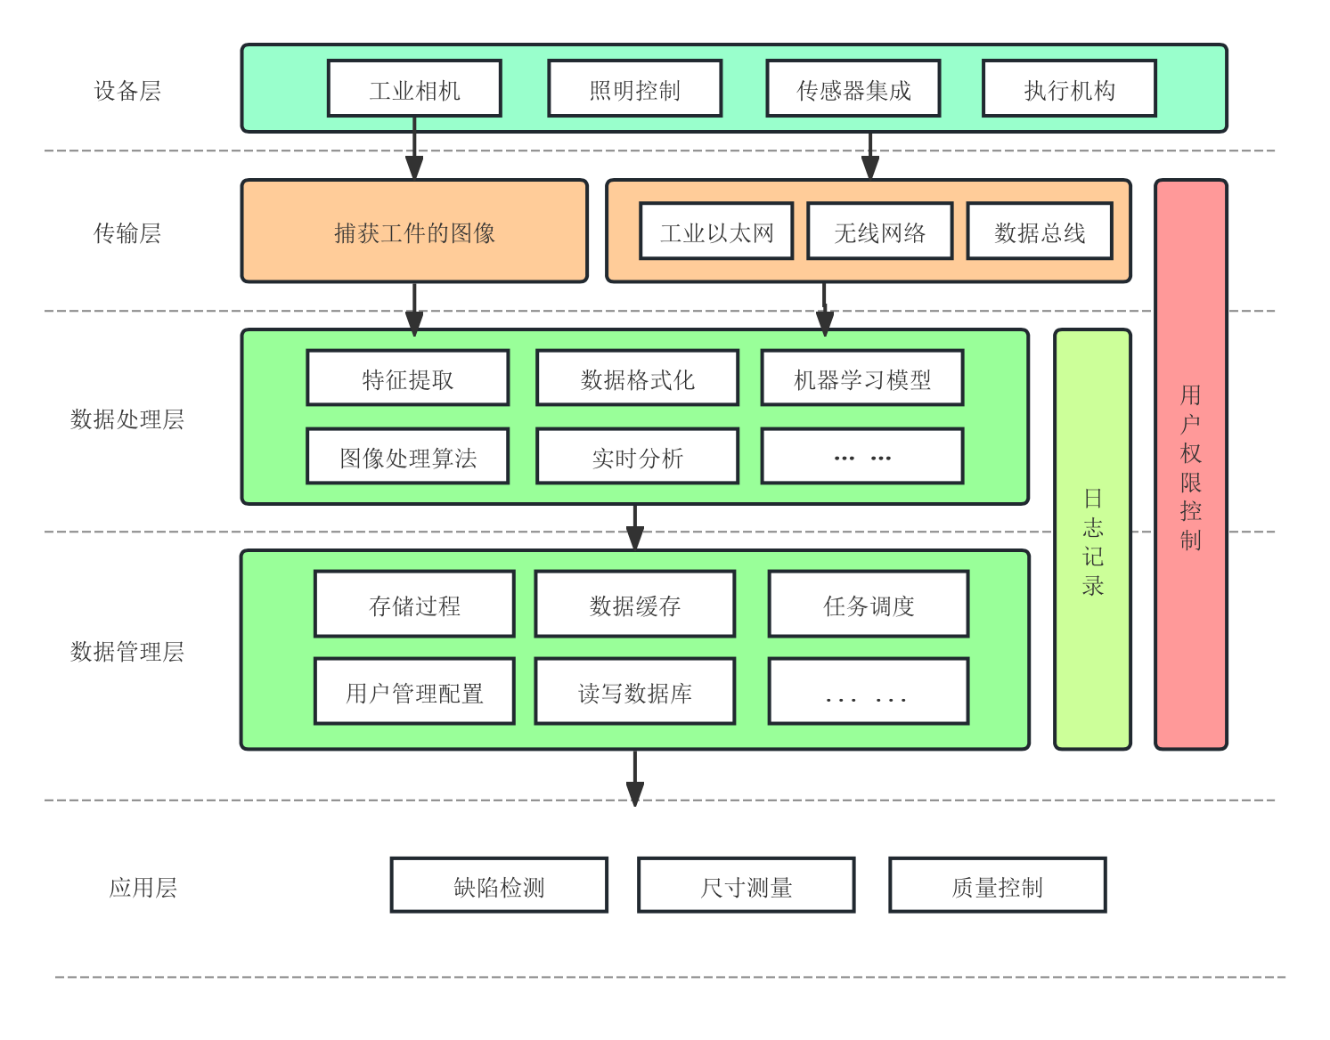 设备层
工业相机
照明控制
传感器集成
执行机构
传输层
捕获工件的图像
工业以太网
无线网络
数据总线
数据处理层
特征提取
数据格式化
机器学习模型
图像处理算法
实时分析
... ...
数据管理层
存储过程
数据缓存
任务调度
用户管理配置
读写数据库
... ...
日志记录
用户权限控制
应用层
缺陷检测
尺寸测量
质量控制